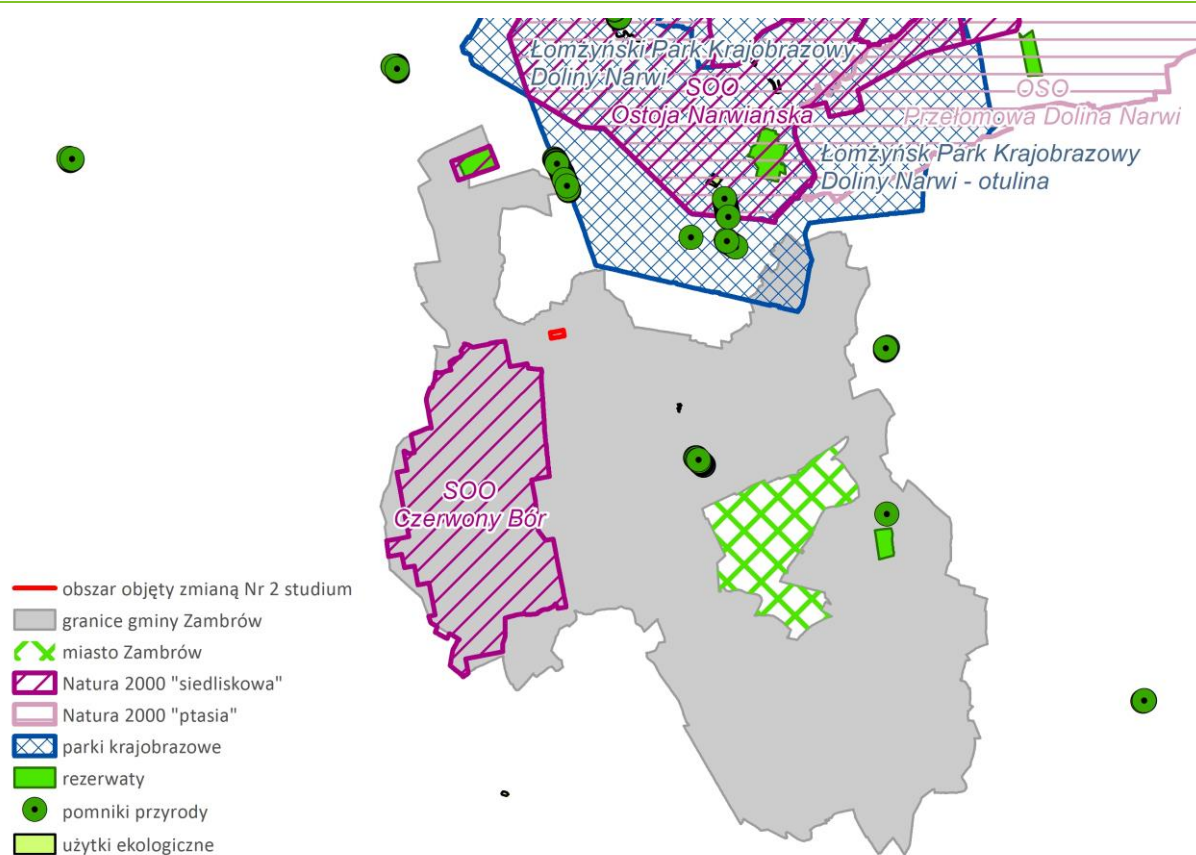 Łomżyński Park Krajobrazowy
Doliny Narwi
SOO
Ostoja Narwiańska
OSO
Przełomowa Dolina Narwi
Łomżyńsk Park Krajobrazowy
Doliny Narwi - otulina
SOO
Czerwony Bór
obszar objęty zmianą Nr 2 studium
granice gminy Zambrów
miasto Zambrów
Natura 2000 "siedliskowa"
Natura 2000 "ptasia"
parki krajobrazowe
rezerwaty
pomniki przyrody
użytki ekologiczne